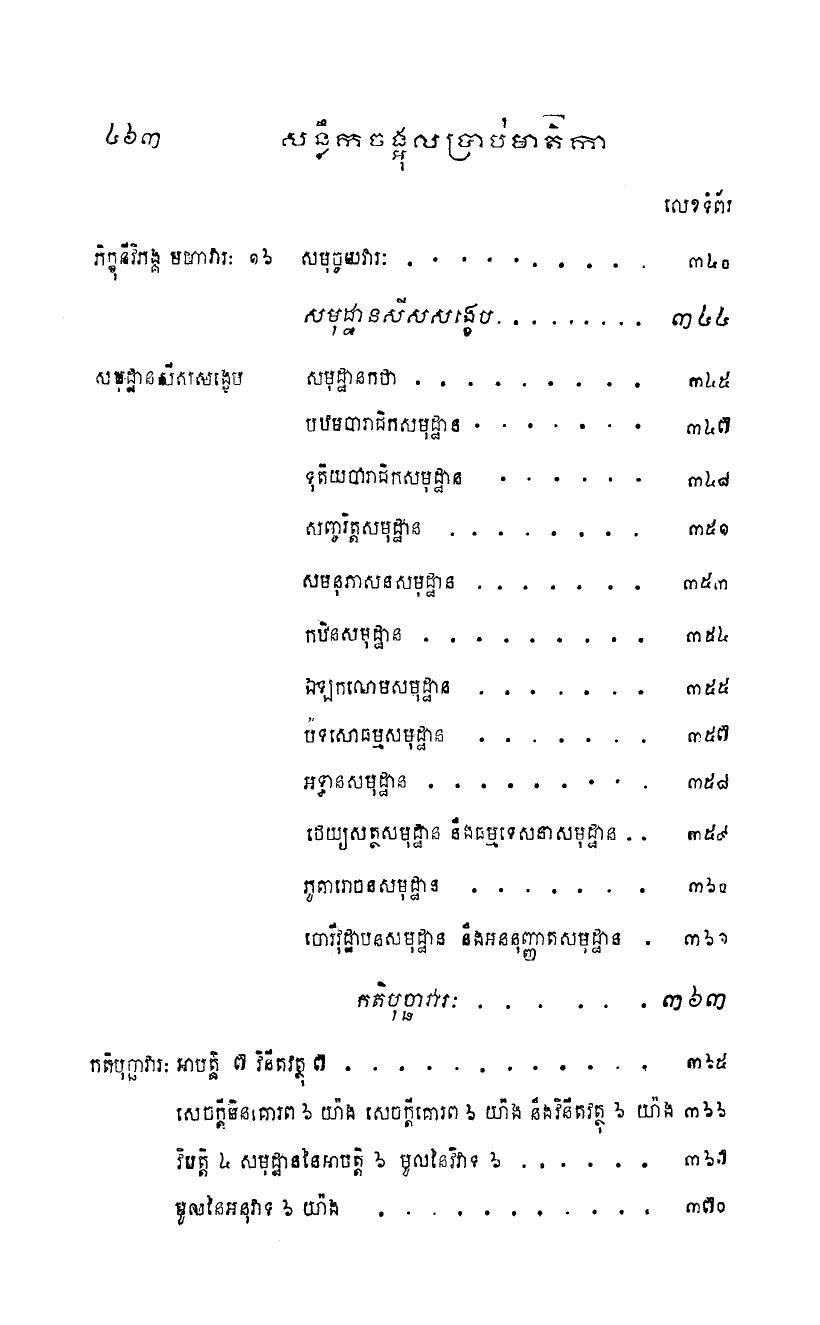 ៤៦៣ សន្លឹកចង្អុលប្រាប់មាតិកា
លេខទំព័រ
ភិក្ខុនីវិភង្គ មហាវារៈ ១៦ សមុច្ចយវារៈ . . . . . . . . . . ៣៤០
សមុដ្ឋានសីសសង្ខេប . . . . . . . . . ៣៤៤
សមុដ្ឋានសីសសង្ខេប សមុដ្ឋានកថា . . . . . . . . . ៣៤៥
បឋមបារាជិកសមុដ្ឋាន . . . . . . . ៣៤៧
ទុតិយបារាជិកសមុដ្ឋាន . . . . . . ៣៤៨
សញ្ចរិត្តសមុដ្ឋាន . . . . . . . . ៣៥១
សមនុភាសនសមុដ្ឋាន . . . . . . . ៣៥៣
កឋិនសមុដ្ឋាន . . . . . . . . . ៣៥៤
ឯឡកលោមសមុដ្ឋាន . . . . . . . ៣៥៥
ប៉ទសោធម្មសមុដ្ឋាន . . . . . . . ៣៥៧
អទ្ធានសមុដ្ឋាន . . . . . . . . . ៣៥៨
ថេយ្យសត្ថសមុដ្ឋាន នឹងធម្មទេសនាសមុដ្ឋាន . . ៣៥៩
ភូតារោចនសមុដ្ឋាន . . . . . . . ៣៦០
ចោរីវុដ្ឋាបនសមុដ្ឋាន នឹងអននុញ្ញាតសមុដ្ឋាន . ៣៦១
កតិបុច្ឆាវារៈ . . . . . . . ៣៦៣
កតិបុច្ឆាវារៈ អាបត្តិ ៧ វិនីតវត្ថុ ៧ . . . . . . . . . . . . ៣៦៥
សេចក្តីមិនគោរព ៦ យ៉ាង សេចក្តីគោរព ៦ យ៉ាង នឹងវិនីតវត្ថុ ៦ យ៉ាង ៣៦៦
វិបត្តិ ៤ សមុដ្ឋាននៃអាបត្តិ ៦ មូលនៃវិវាទ ៦ . . . . . . ៣៦៧
មូលនៃអនុវាទ ៦ យ៉ាង . . . . . . . . . . . ៣៧០